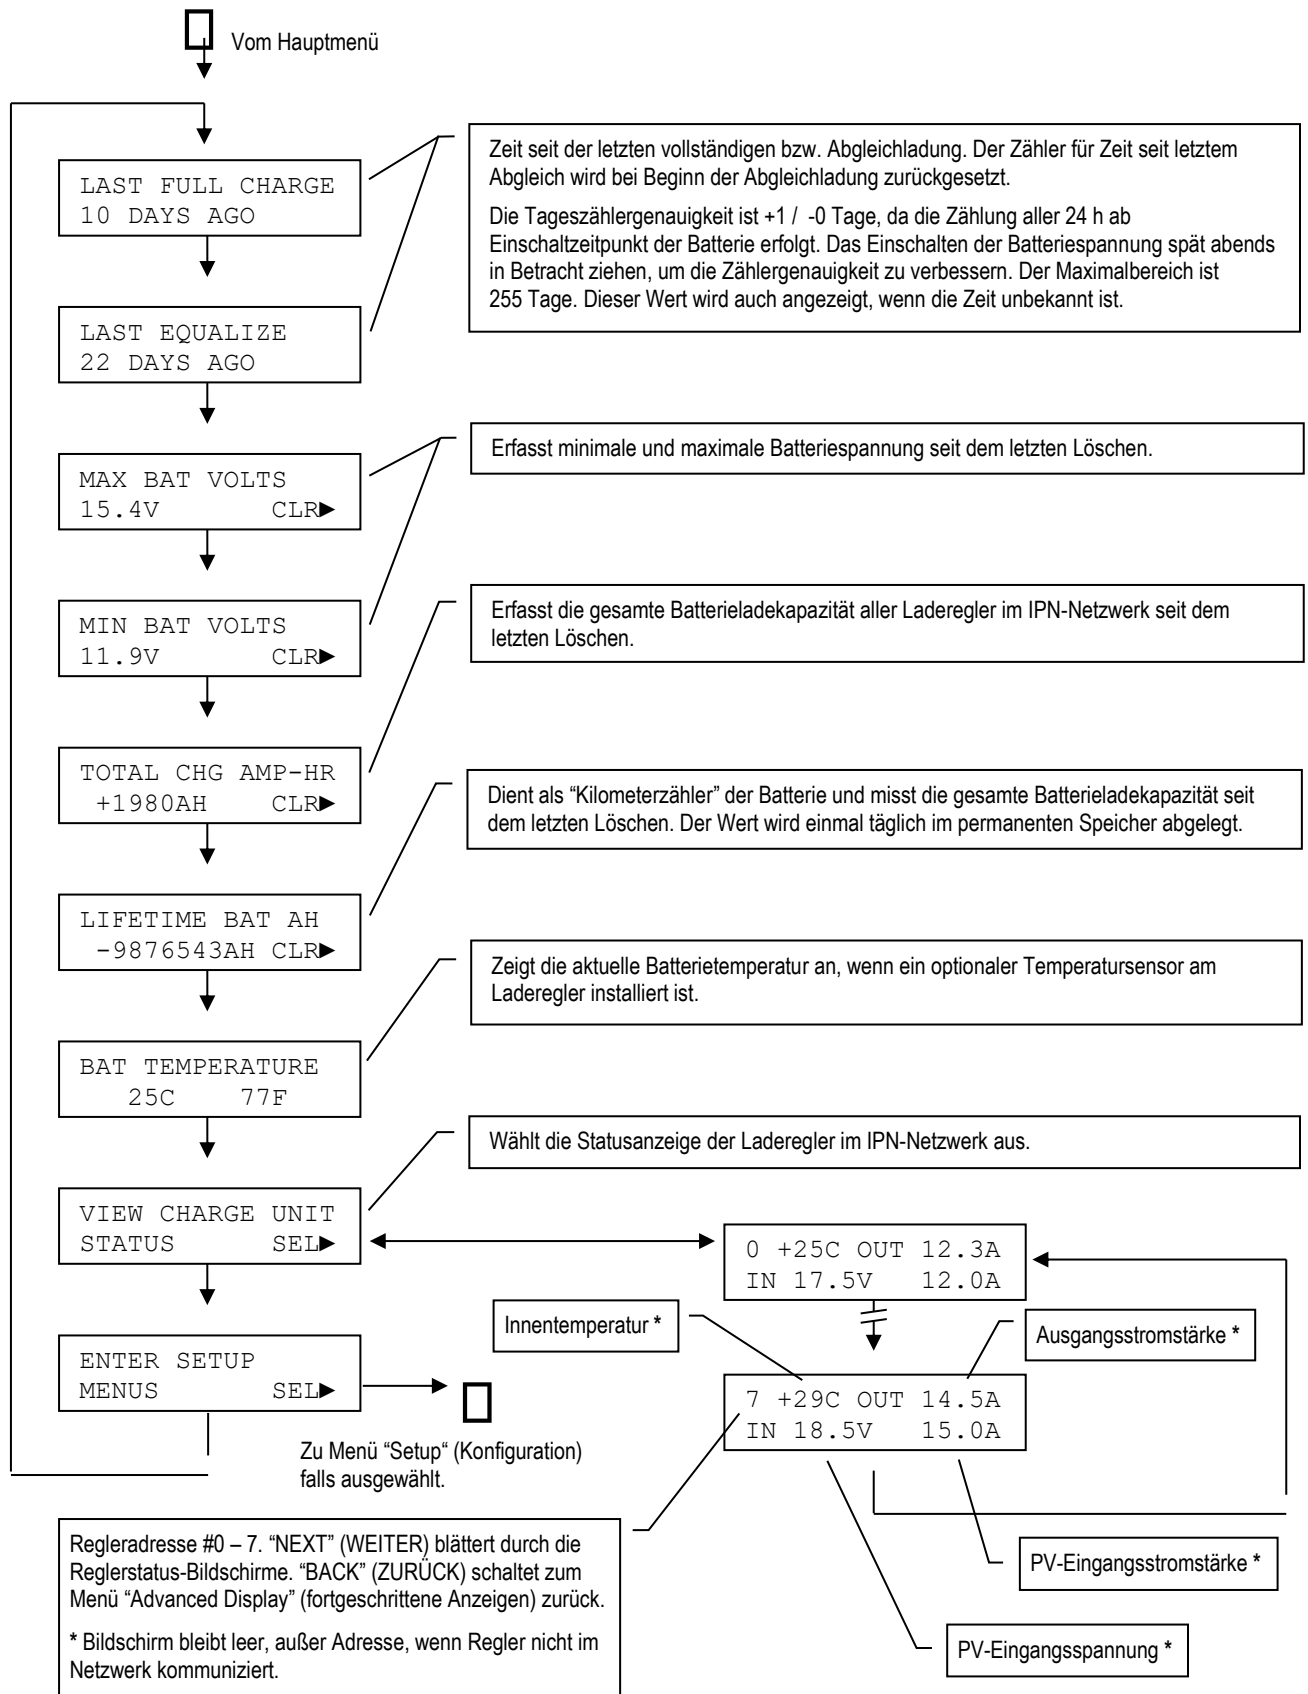 Vom Hauptmenü
LAST FULL CHARGE
10 DAYS AGO
Zeit seit der letzten vollständigen bzw. Abgleichladung. Der Zähler für Zeit seit letztem
Abgleich wird bei Beginn der Abgleichladung zurückgesetzt.
Die Tageszählergenauigkeit ist +1 / -0 Tage, da die Zählung aller 24 h ab
Einschaltzeitpunkt der Batterie erfolgt. Das Einschalten der Batteriespannung spät abends
in Betracht ziehen, um die Zählergenauigkeit zu verbessern. Der Maximalbereich ist
255 Tage. Dieser Wert wird auch angezeigt, wenn die Zeit unbekannt ist.
LAST EQUALIZE
22 DAYS AGO
MAX BAT VOLTS
15.4V CLR►
Erfasst minimale und maximale Batteriespannung seit dem letzten Löschen.
MIN BAT VOLTS
11.9V CLR►
Erfasst die gesamte Batterieladekapazität aller Laderegler im IPN-Netzwerk seit dem
letzten Löschen.
TOTAL CHG AMP-HR
+1980AH CLR►
Dient als “Kilometerzähler” der Batterie und misst die gesamte Batterieladekapazität seit
dem letzten Löschen. Der Wert wird einmal täglich im permanenten Speicher abgelegt.
LIFETIME BAT AH
-9876543AH CLR►
Zeigt die aktuelle Batterietemperatur an, wenn ein optionaler Temperatursensor am
Laderegler installiert ist.
BAT TEMPERATURE
25C 77F
Wählt die Statusanzeige der Laderegler im IPN-Netzwerk aus.
VIEW CHARGE UNIT
STATUS SEL►
0 +25C OUT 12.3A
IN 17.5V 12.0A
Innentemperatur *
Ausgangsstromstärke *
ENTER SETUP
MENUS SEL►
7 +29C OUT 14.5A
IN 18.5V 15.0A
Zu Menü “Setup“ (Konfiguration)
falls ausgewählt.
Regleradresse #0 – 7. “NEXT” (WEITER) blättert durch die
Reglerstatus-Bildschirme. “BACK” (ZURÜCK) schaltet zum
Menü “Advanced Display” (fortgeschrittene Anzeigen) zurück.
* Bildschirm bleibt leer, außer Adresse, wenn Regler nicht im
Netzwerk kommuniziert.
PV-Eingangsstromstärke *
PV-Eingangsspannung *